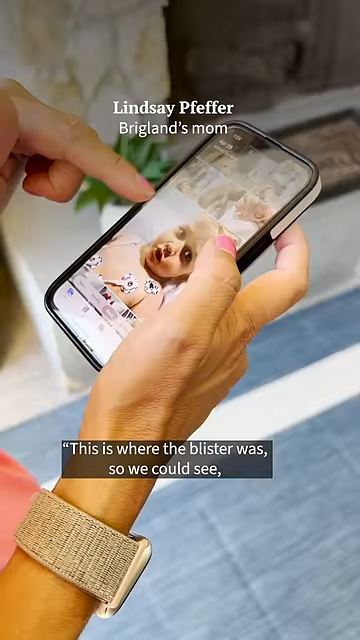 Lindsay Pfeffer
Brigland's mom
“This is where the blister was,
so we could see,